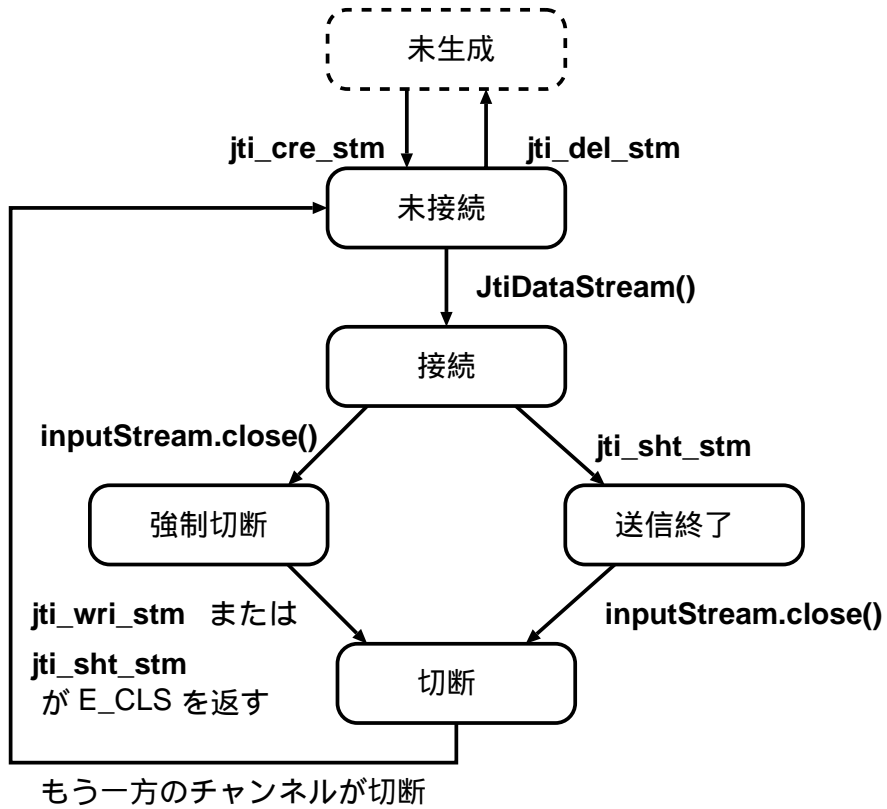 未生成
jti_cre_stm
jti_del_stm
未接続
JtiDataStream()
接続
inputStream.close()
jti_sht_stm
強制切断
送信終了
jti_wri_stm または
jti_sht_stm
が E_CLS を返す
inputStream.close()
切断
もう一方のチャンネルが切断